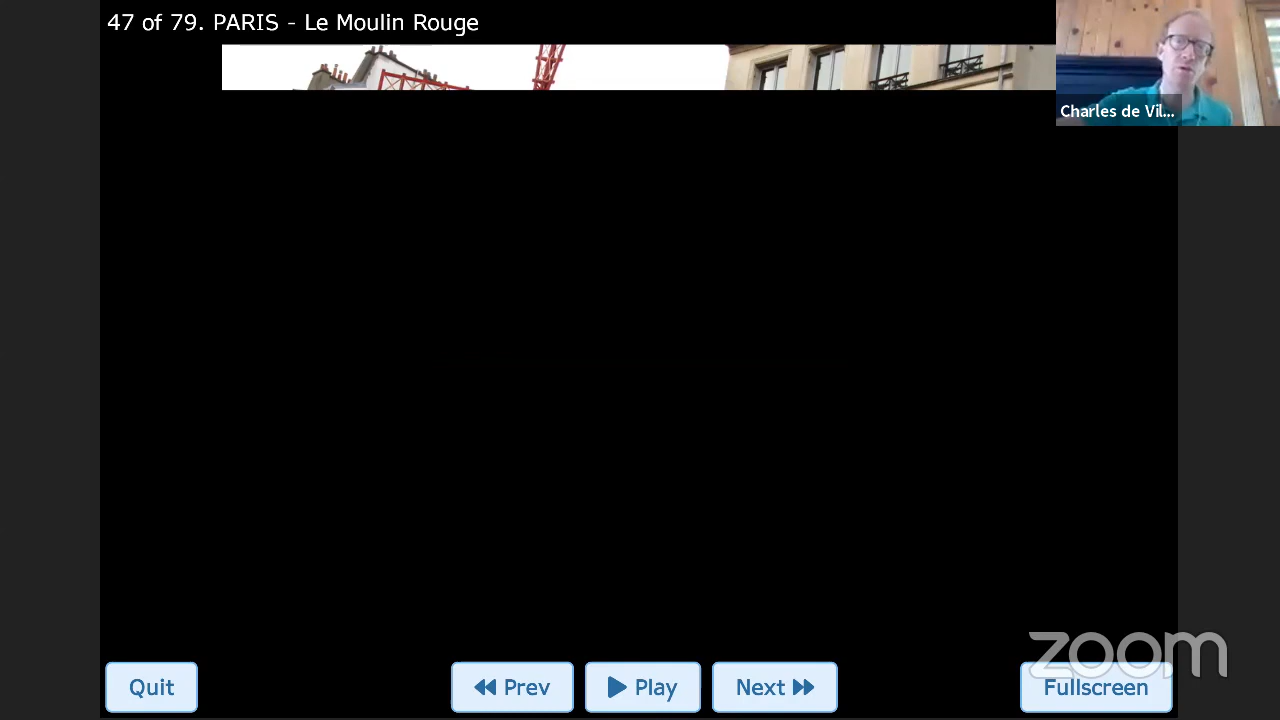 47 of 79. PARIS - Le Moulin Rouge
Charles de Vil...
zoom
Quit
Prev
Play
Next
Fullscreen